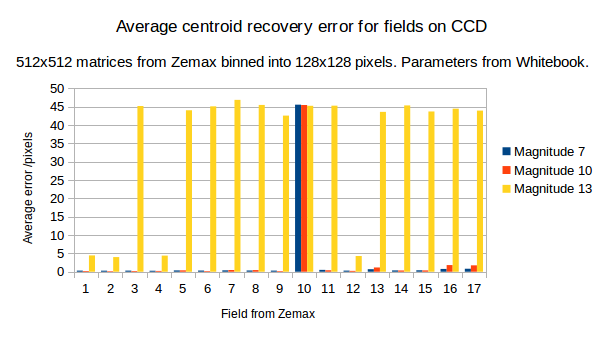 Average centroid recovery error for fields on CCD
512x512 matrices from Zemax binned into 128x128 pixels. Parameters from Whitebook.
50
45
40
35
30
25
20
15
10
5
0
Average error /pixels
1 2 3 4 5 6 7 8 9 10 11 12 13 14 15 16 17
Field from Zemax
Magnitude 7
Magnitude 10
Magnitude 13